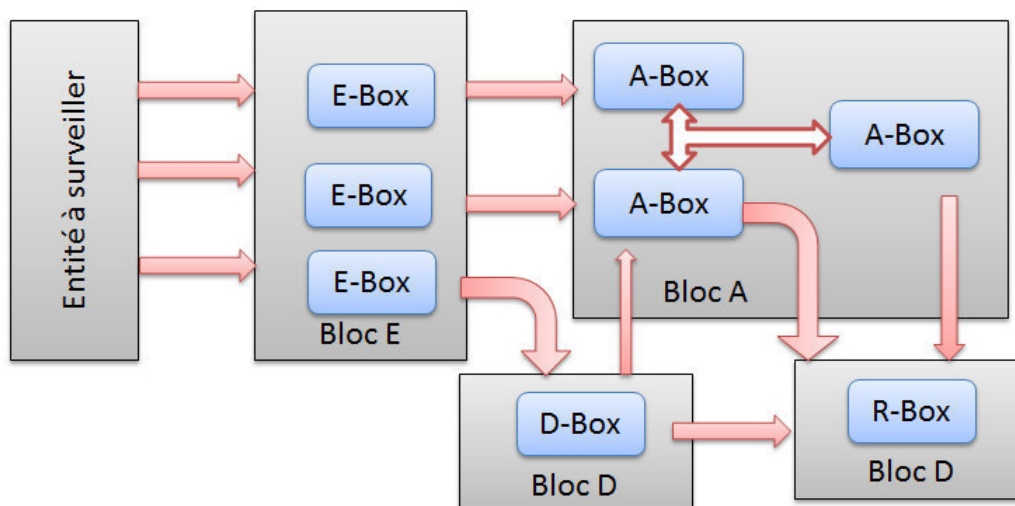 Entité à surveiller
E-Box
E-Box
E-Box
Bloc E
A-Box
A-Box
A-Box
Bloc A
D-Box
Bloc D
R-Box
Bloc D